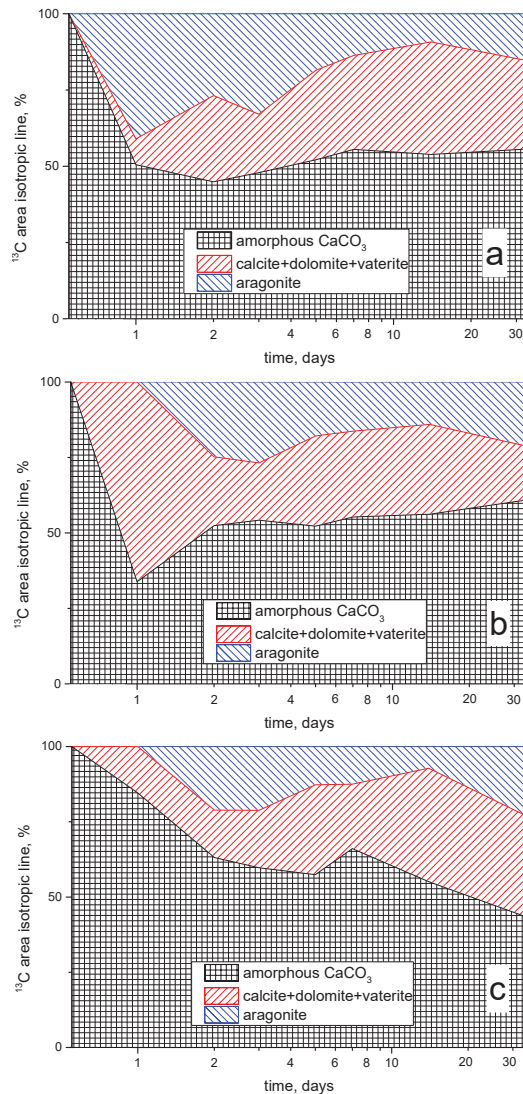 100
50
0
¹³C area isotropic line, %
amorphous CaCO₃
calcite+dolomite+vaterite
aragonite
a
1 2 4 6 8 10 20 30
time, days
100
50
0
¹³C area isotropic line, %
amorphous CaCO₃
calcite+dolomite+vaterite
aragonite
b
1 2 4 6 8 10 20 30
time, days
100
50
0
¹³C area isotropic line, %
amorphous CaCO₃
calcite+dolomite+vaterite
aragonite
c
1 2 4 6 8 10 20 30
time, days